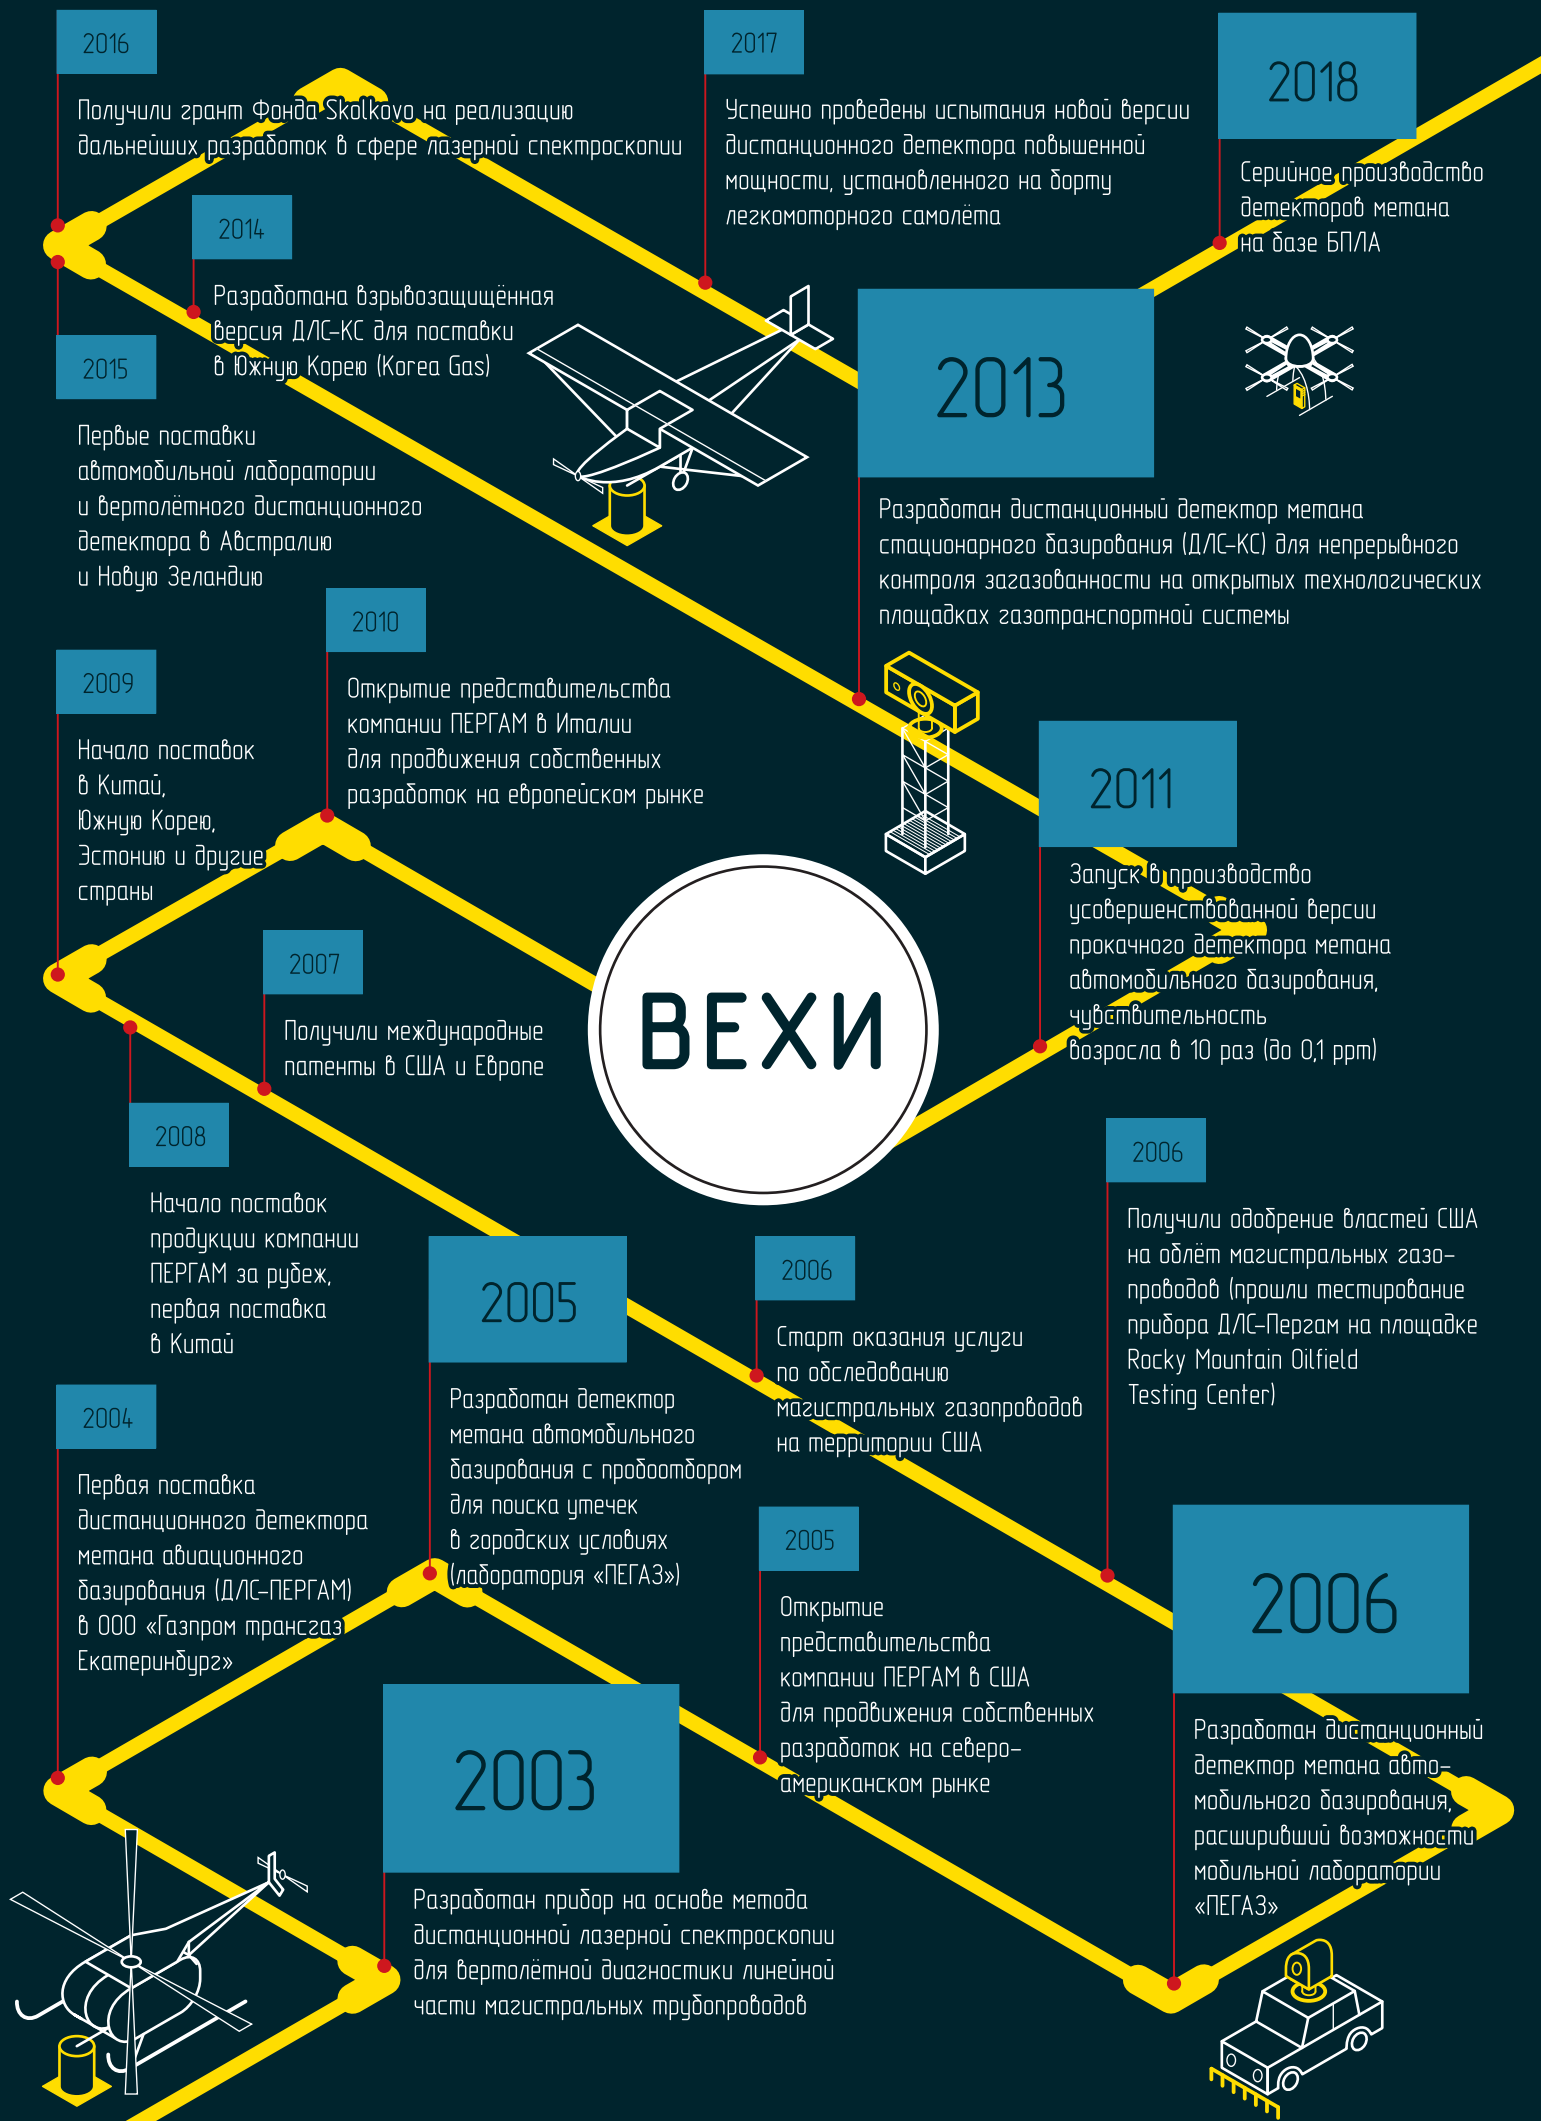 2016
Получили грант Фонда Skolkovo на реализацию
дальнейших разработок в сфере лазерной спектроскопии
2017
Успешно проведены испытания новой версии
дистанционного детектора повышенной
мощности, установленного на борту
легкомоторного самолёта
2018
Серийное производство
детекторов метана
на базе БПЛА
2014
Разработана взрывозащищённая
версия ДЛС-КС для поставки
в Южную Корею (Korea Gas)
2015
Первые поставки
автомобильной лаборатории
и вертолётного дистанционного
детектора в Австралию
и Новую Зеландию
2013
Разработан дистанционный детектор метана
стационарного базирования (ДЛС-КС) для непрерывного
контроля загазованности на открытых технологических
площадках газотранспортной системы
2010
Открытие представительства
компании ПЕРГАМ в Италии
для продвижения собственных
разработок на европейском рынке
2009
Начало поставок
в Китай,
Южную Корею,
Эстонию и другие
страны
2011
Запуск в производство
усовершенствованной версии
прокачного детектора метана
автомобильного базирования,
чувствительность
возросла в 10 раз (до 0,1 ppm)
ВЕХИ
2007
Получили международные
патенты в США и Европе
2008
Начало поставок
продукции компании
ПЕРГАМ за рубеж,
первая поставка
в Китай
2006
Получили одобрение властей США
на облёт магистральных газо-
проводов (прошли тестирование
прибора ДЛС-Пергам на площадке
Rocky Mountain Oilfield
Testing Center)
2005
Разработан детектор
метана автомобильного
базирования с пробоотбором
для поиска утечек
в городских условиях
(лаборатория «ПЕГАЗ»)
2006
Старт оказания услуги
по обследованию
магистральных газопроводов
на территории США
2004
Первая поставка
дистанционного детектора
метана авиационного
базирования (ДЛС-ПЕРГАМ)
в ООО «Газпром трансгаз
Екатеринбург»
2005
Открытие
представительства
компании ПЕРГАМ в США
для продвижения собственных
разработок на северо-
американском рынке
2006
Разработан дистанционный
детектор метана авто-
мобильного базирования,
расширивший возможности
мобильной лаборатории
«ПЕГАЗ»
2003
Разработан прибор на основе метода
дистанционной лазерной спектроскопии
для вертолётной диагностики линейной
части магистральных трубопроводов